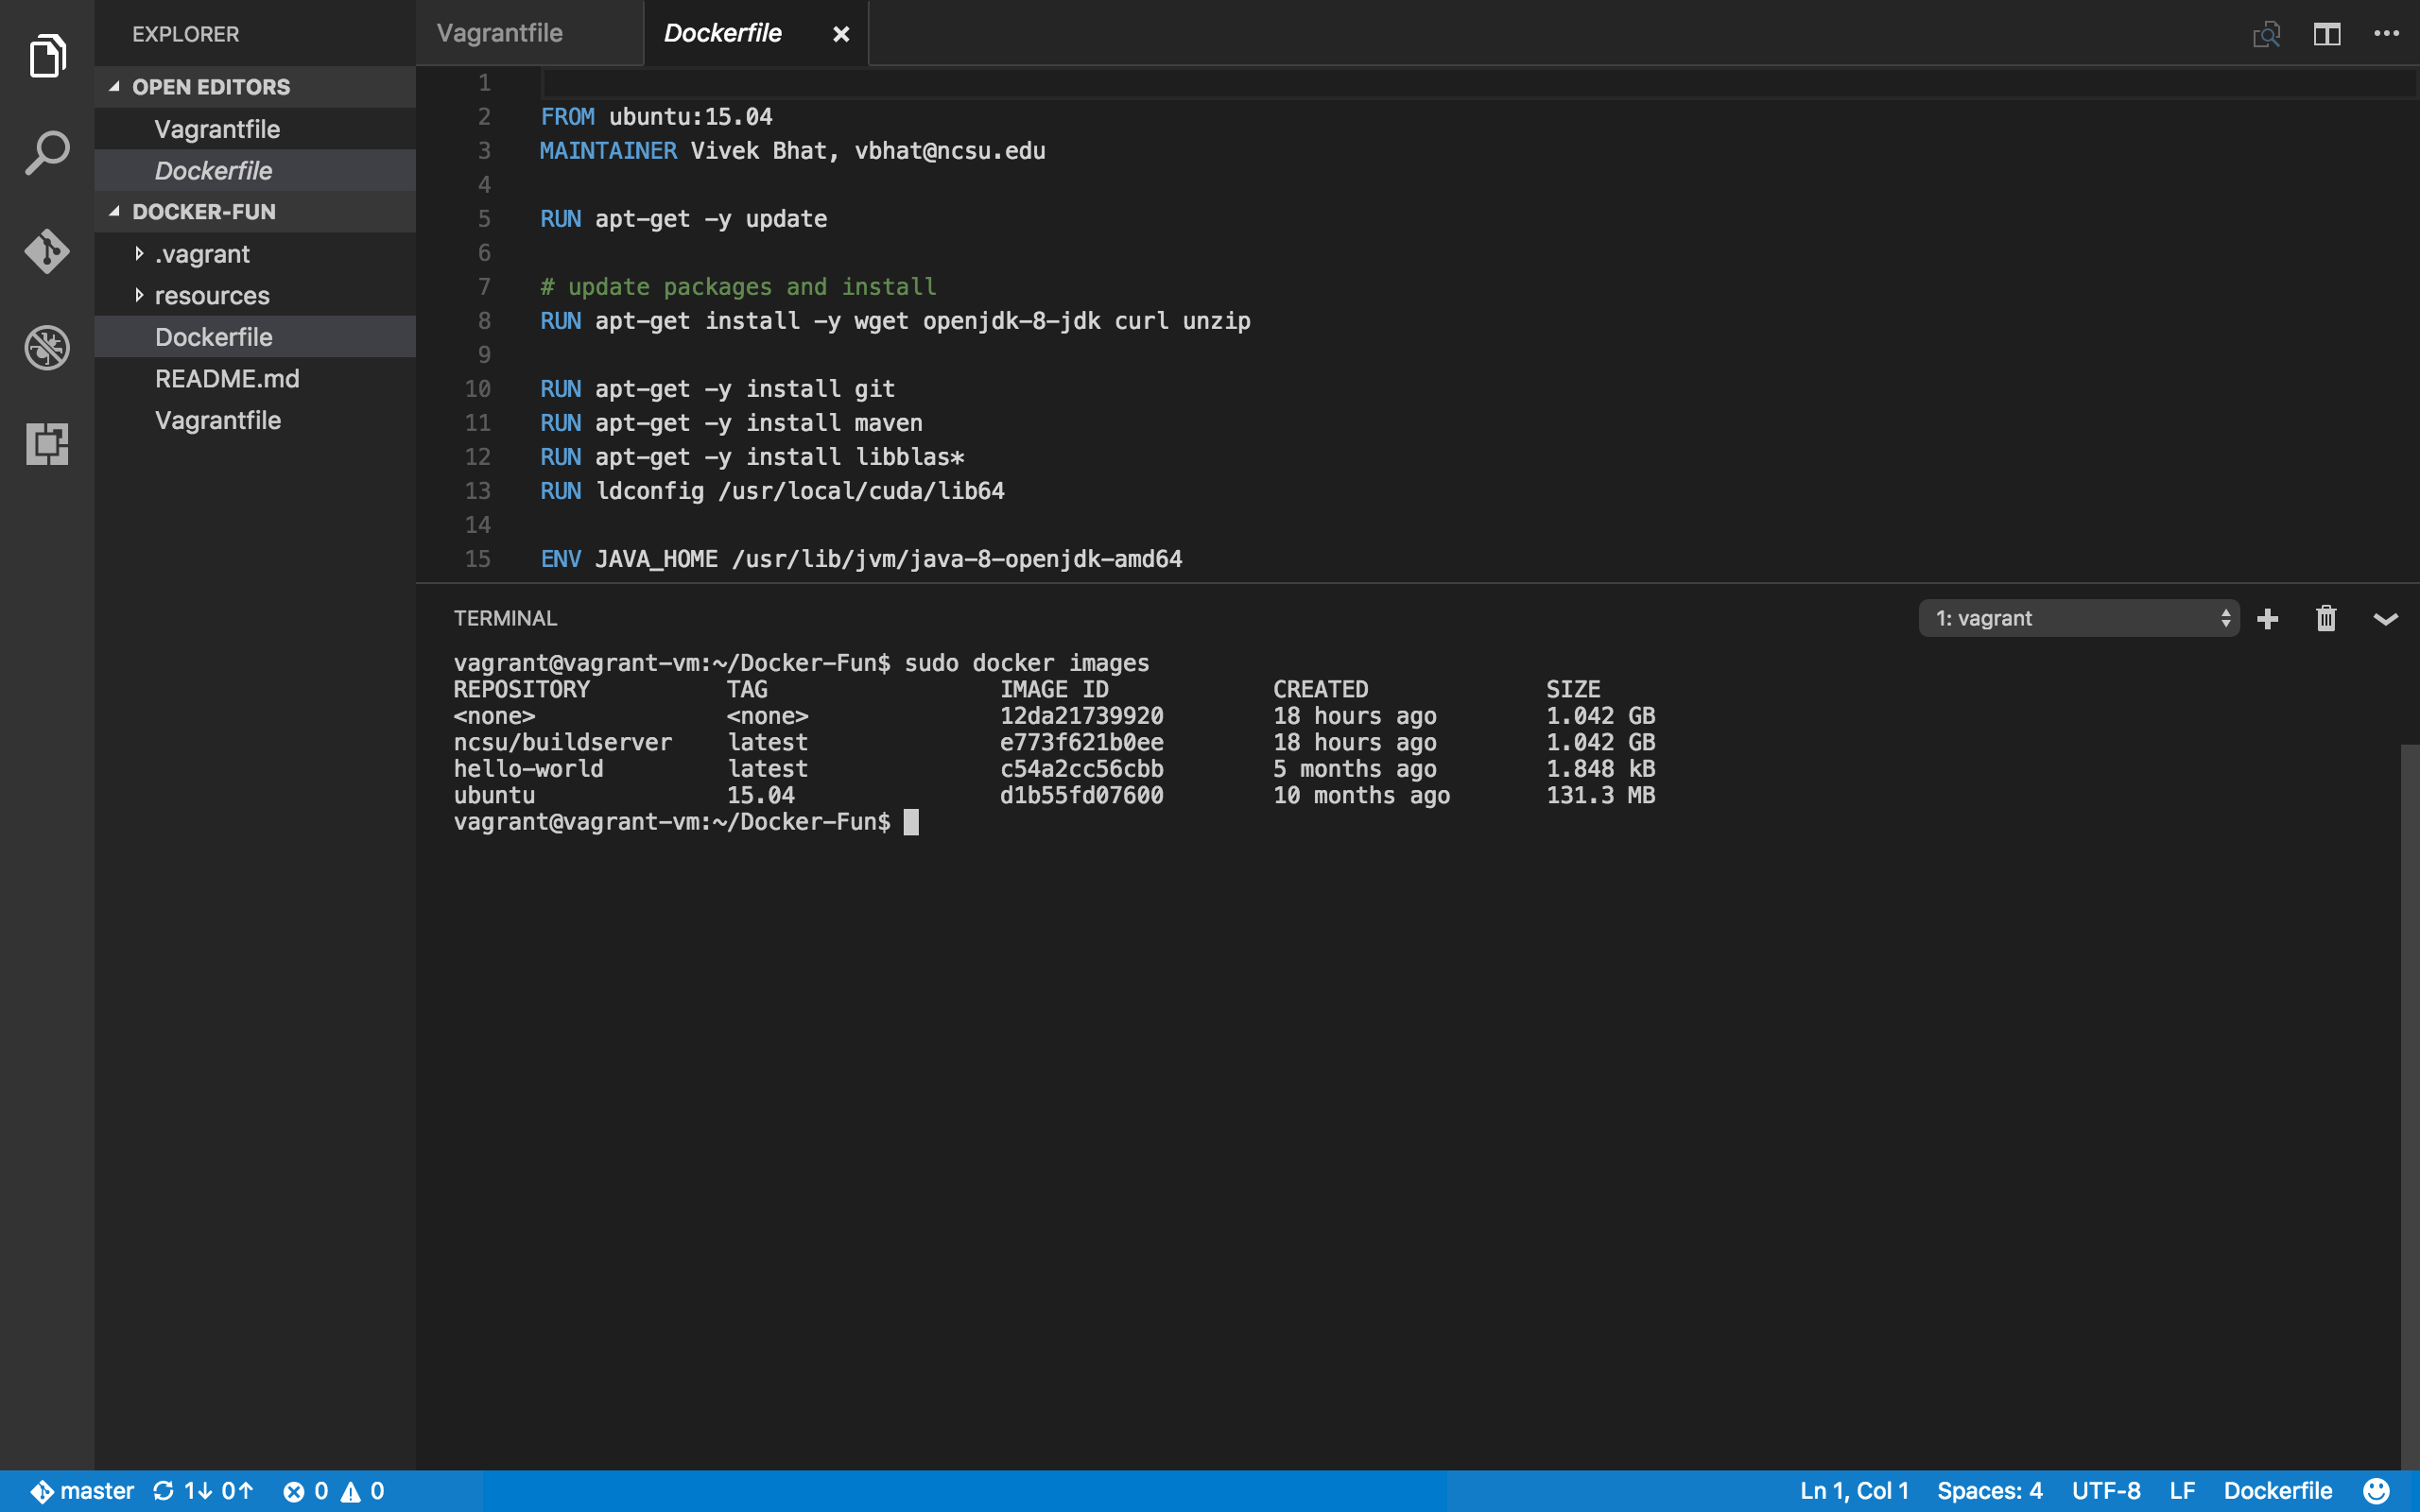 EXPLORER
OPEN EDITORS
Vagrantfile
Dockerfile
DOCKER-FUN
.vagrant
resources
Dockerfile
README.md
Vagrantfile
Vagrantfile Dockerfile
1
2 FROM ubuntu:15.04
3 MAINTAINER Vivek Bhat, vbhat@ncsu.edu
4
5 RUN apt-get -y update
6
7 # update packages and install
8 RUN apt-get install -y wget openjdk-8-jdk curl unzip
9
10 RUN apt-get -y install git
11 RUN apt-get -y install maven
12 RUN apt-get -y install libblas*
13 RUN ldconfig /usr/local/cuda/lib64
14
15 ENV JAVA_HOME /usr/lib/jvm/java-8-openjdk-amd64
TERMINAL 1: vagrant
vagrant@vagrant-vm:~/Docker-Fun$ sudo docker images
REPOSITORY TAG IMAGE ID CREATED SIZE
<none> <none> 12da21739920 18 hours ago 1.042 GB
ncsu/buildserver latest e773f621b0ee 18 hours ago 1.042 GB
hello-world latest c54a2cc56cbb 5 months ago 1.848 kB
ubuntu 15.04 d1b55fd07600 10 months ago 131.3 MB
vagrant@vagrant-vm:~/Docker-Fun$
master 1↓ 0↑ 0 0 Ln 1, Col 1 Spaces: 4 UTF-8 LF Dockerfile